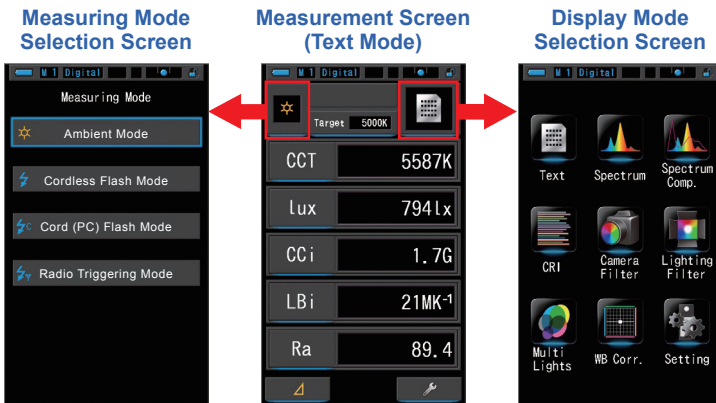 Measuring Mode
Selection Screen
M 1 Digital
Measuring Mode
Ambient Mode
Cordless Flash Mode
C
Cord (PC) Flash Mode
Radio Triggering Mode
Measurement Screen
(Text Mode)
M 1 Digital
Target 5000K
CCT 5587K
lux 794lx
CCi 1.7G
LBi 21MK⁻¹
Ra 89.4
Display Mode
Selection Screen
M 1 Digital
Text
Spectrum
Spectrum
Comp.
CRI
Camera
Filter
Lighting
Filter
Multi
Lights
WB Corr.
Setting